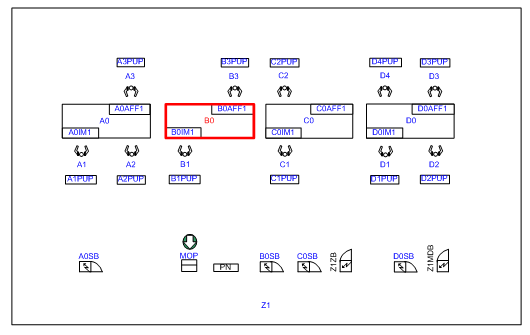 A3PUP B3PUP C2PUP D4PUP D3PUP
A3 B3 C2 D4 D3
A0AFF1 B0AFF1 C0AFF1 D0AFF1
A0 B0 C0 D0
A0IM1 B0IM1 C0IM1 D0IM1
A1 A2 B1 C1 D1 D2
A1PUP A2PUP B1PUP C1PUP D1PUP D2PUP
A0SB MOP B0SB C0SB Z1ZB D0SB Z1MDB
PN
Z1